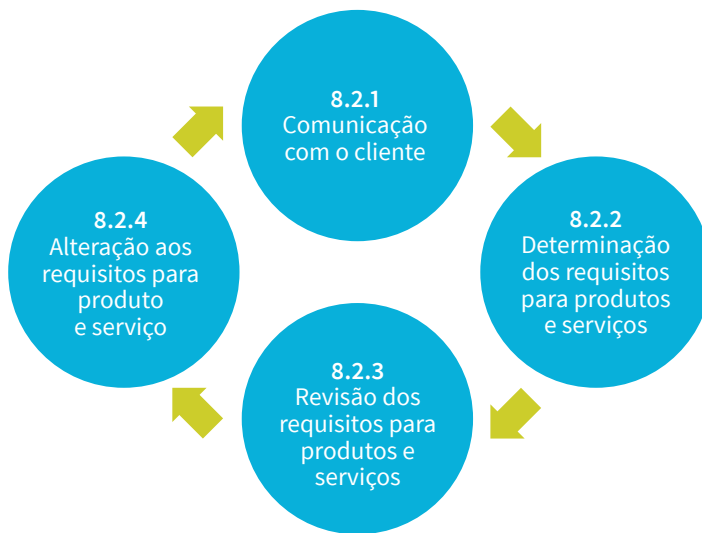 8.2.1
Comunicação
com o cliente
8.2.2
Determinação
dos requisitos
para produtos
e serviços
8.2.3
Revisão dos
requisitos para
produtos e
serviços
8.2.4
Alteração aos
requisitos para
produto
e serviço